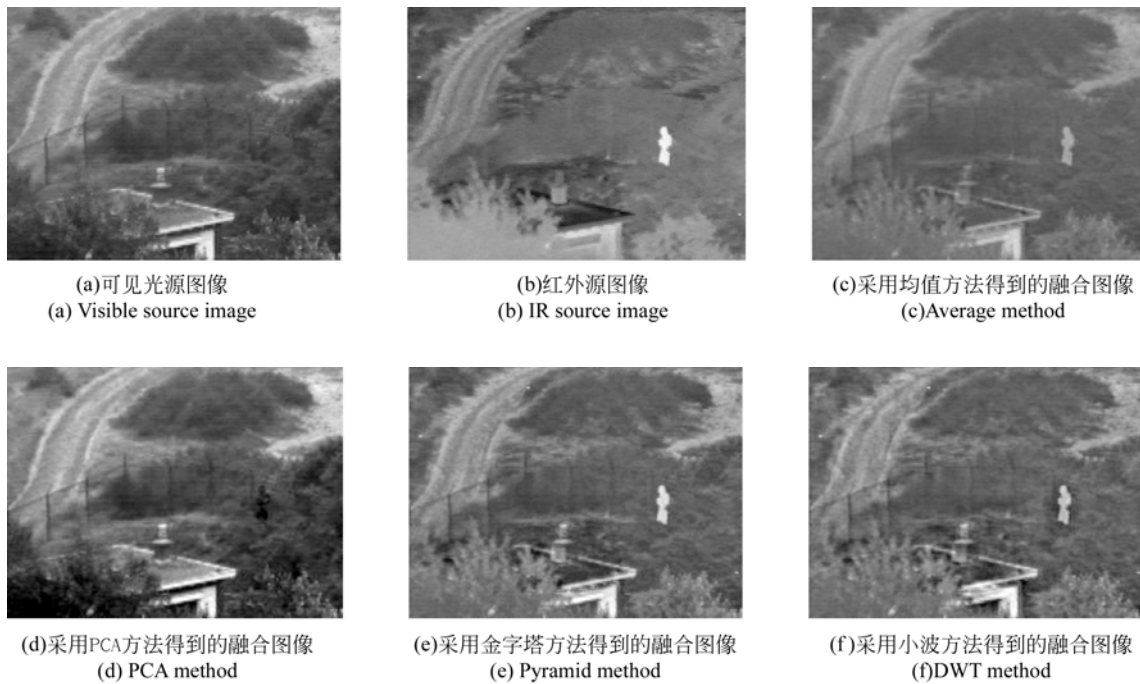 (a)可见光源图像
(a) Visible source image
(b)红外源图像
(b) IR source image
(c)采用均值方法得到的融合图像
(c)Average method
(d)采用PCA方法得到的融合图像
(d) PCA method
(e)采用金字塔方法得到的融合图像
(e) Pyramid method
(f )采用小波方法得到的融合图像
(f)DWT method